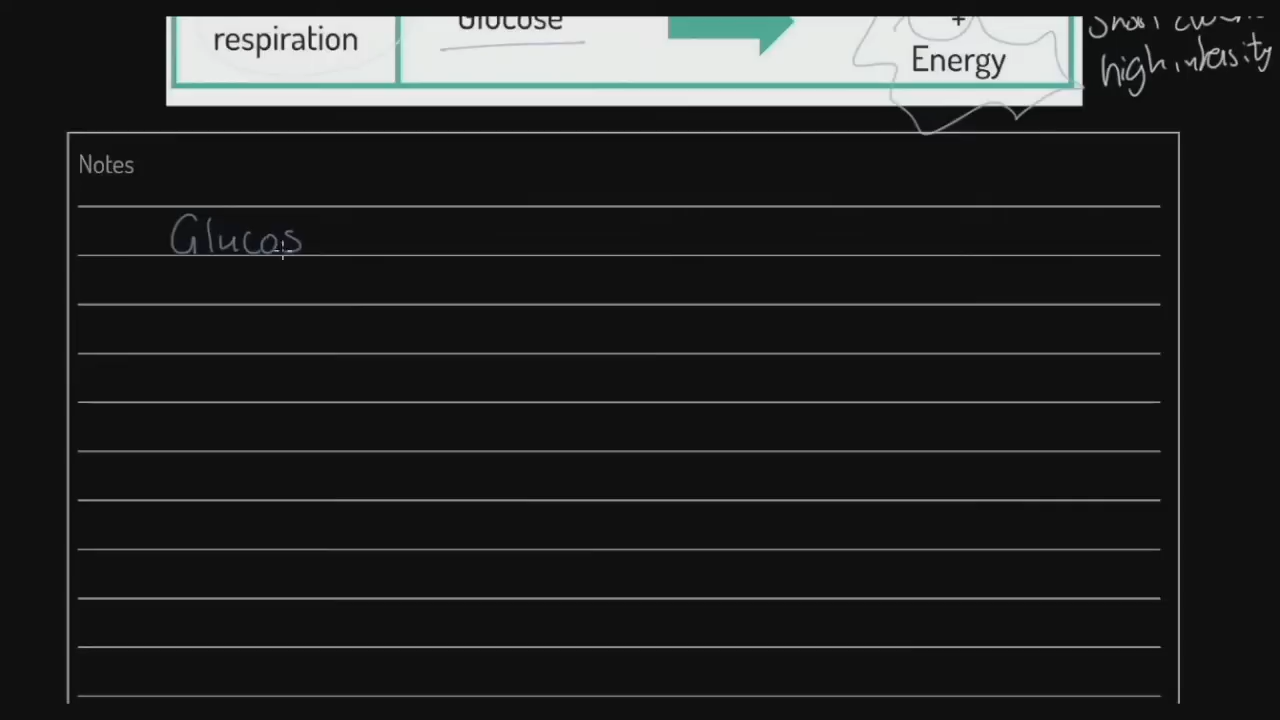 Glucose
+
respiration
Energy
high intensity
Notes
Glucos